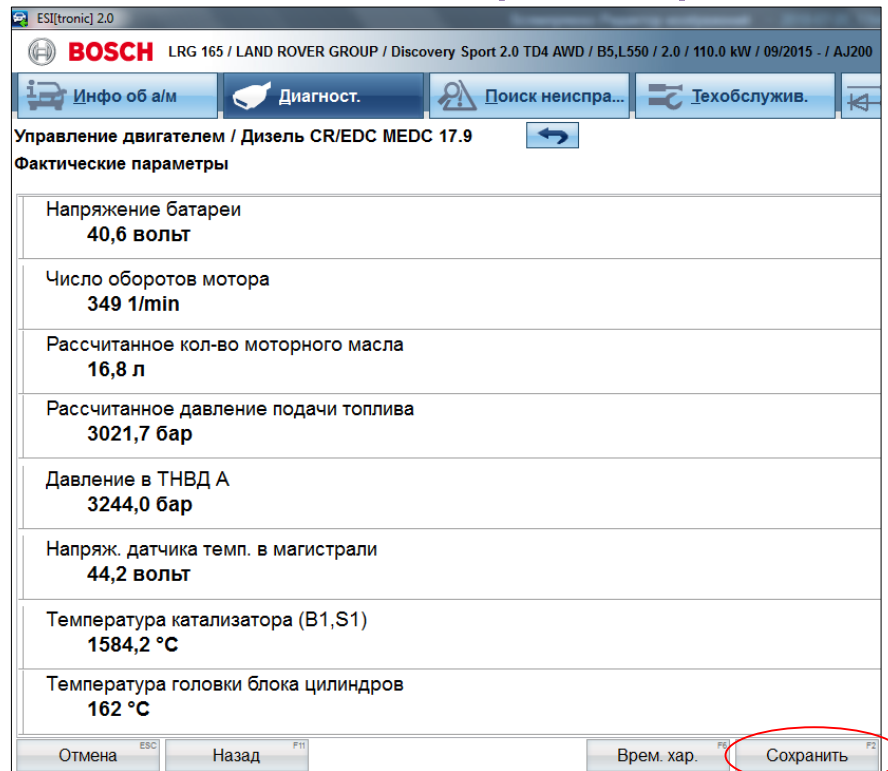 ESI[tronic] 2.0
BOSCH LRG 165 / LAND ROVER GROUP / Discovery Sport 2.0 TD4 AWD / B5,L550 / 2.0 / 110.0 kW / 09/2015 - / AJ200
Инфо об а/м Диагност. Поиск неиспра... Техобслужив.
Управление двигателем / Дизель CR/EDC MEDC 17.9
Фактические параметры
Напряжение батареи
40,6 вольт
Число оборотов мотора
349 1/min
Рассчитанное кол-во моторного масла
16,8 л
Рассчитанное давление подачи топлива
3021,7 бар
Давление в ТНВД А
3244,0 бар
Напряж. датчика темп. в магистрали
44,2 вольт
Температура катализатора (B1,S1)
1584,2 °C
Температура головки блока цилиндров
162 °C
Отмена ESC Назад F11 Врем. хар. F6 Сохранить F2